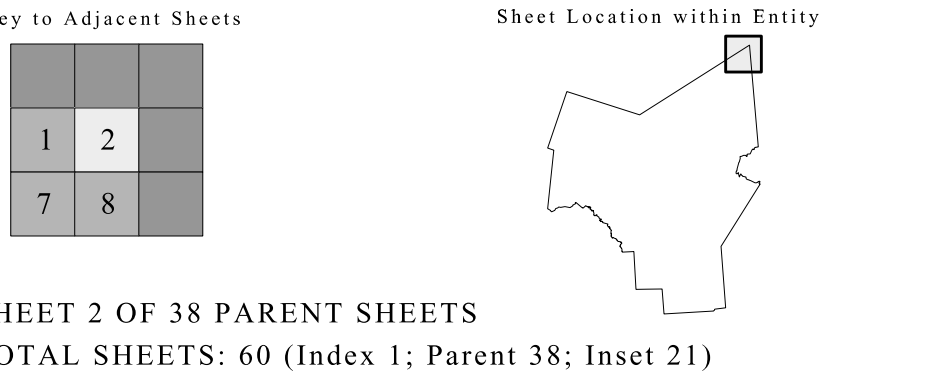 ey to Adjacent Sheets
Sheet Location within Entity
1 2
7 8
HEET 2 OF 38 PARENT SHEETS
OTAL SHEETS: 60 (Index 1; Parent 38; Inset 21)